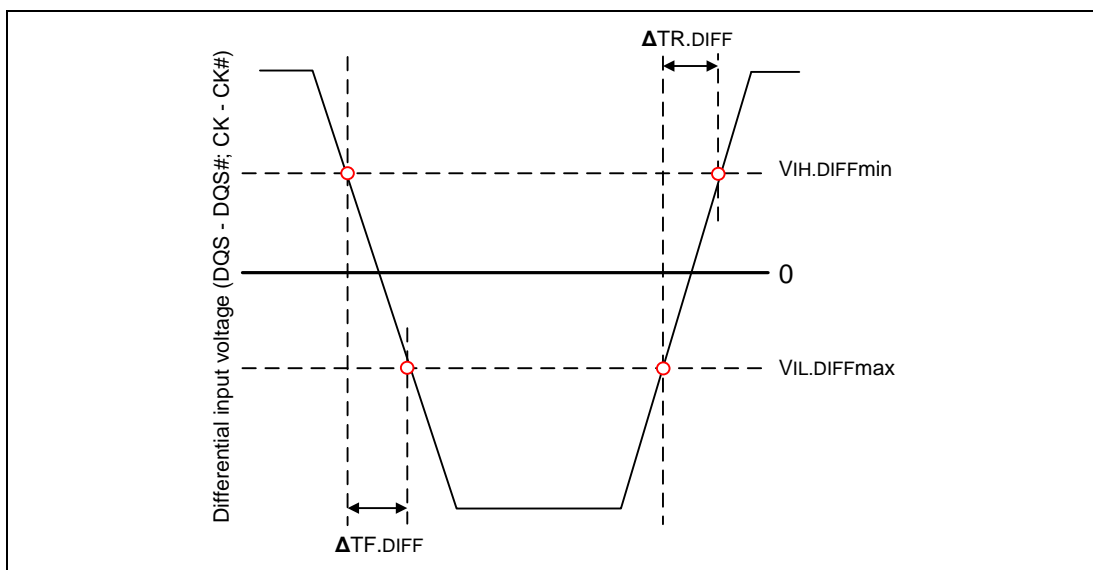 ΔTR.DIFF
Differential input voltage (DQS - DQS#; CK - CK#)
VIH.DIFFmin
0
VIL.DIFFmax
ΔTF.DIFF